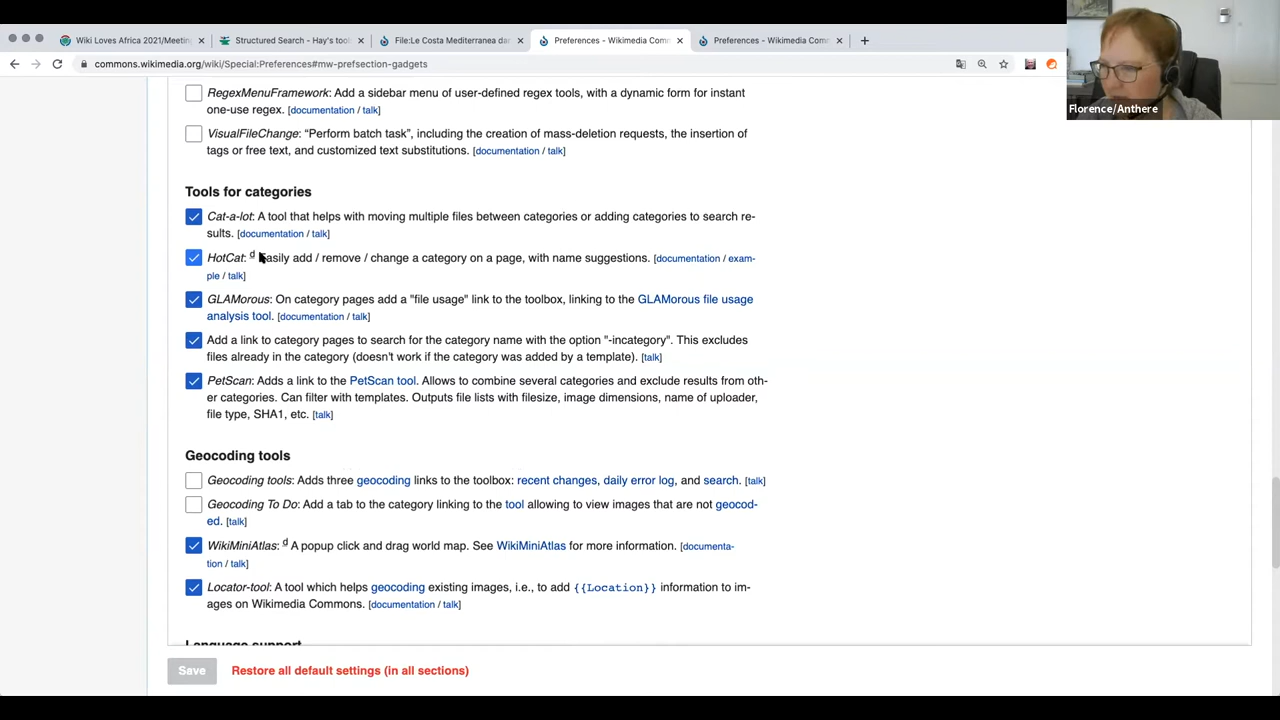 Wiki Loves Africa 2021/Meetin
Structured Search - Hay's tool
File:Le Costa Mediterranea da
Preferences - Wikimedia Com
Preferences - Wikimedia Com
commons.wikimedia.org/wiki/Special:Preferences#mw-prefsection-gadgets
Florence/Anthere
RegexMenuFramework: Add a sidebar menu of user-defined regex tools, with a dynamic form for instant
one-use regex. [documentation / talk]
VisualFileChange: “Perform batch task”, including the creation of mass-deletion requests, the insertion of
tags or free text, and customized text substitutions. [documentation / talk]
Tools for categories
Cat-a-lot: A tool that helps with moving multiple files between categories or adding categories to search re-
sults. [documentation / talk]
HotCat: d Easily add / remove / change a category on a page, with name suggestions. [documentation / exam-
ple / talk]
GLAMorous: On category pages add a "file usage" link to the toolbox, linking to the GLAMorous file usage
analysis tool. [documentation / talk]
Add a link to category pages to search for the category name with the option "-incategory". This excludes
files already in the category (doesn't work if the category was added by a template). [talk]
PetScan: Adds a link to the PetScan tool. Allows to combine several categories and exclude results from oth-
er categories. Can filter with templates. Outputs file lists with filesize, image dimensions, name of uploader,
file type, SHA1, etc. [talk]
Geocoding tools
Geocoding tools: Adds three geocoding links to the toolbox: recent changes, daily error log, and search. [talk]
Geocoding To Do: Add a tab to the category linking to the tool allowing to view images that are not geocod-
ed. [talk]
WikiMiniAtlas: d A popup click and drag world map. See WikiMiniAtlas for more information. [documenta-
tion / talk]
Locator-tool: A tool which helps geocoding existing images, i.e., to add {{Location}} information to im-
ages on Wikimedia Commons. [documentation / talk]
Language support
Save
Restore all default settings (in all sections)